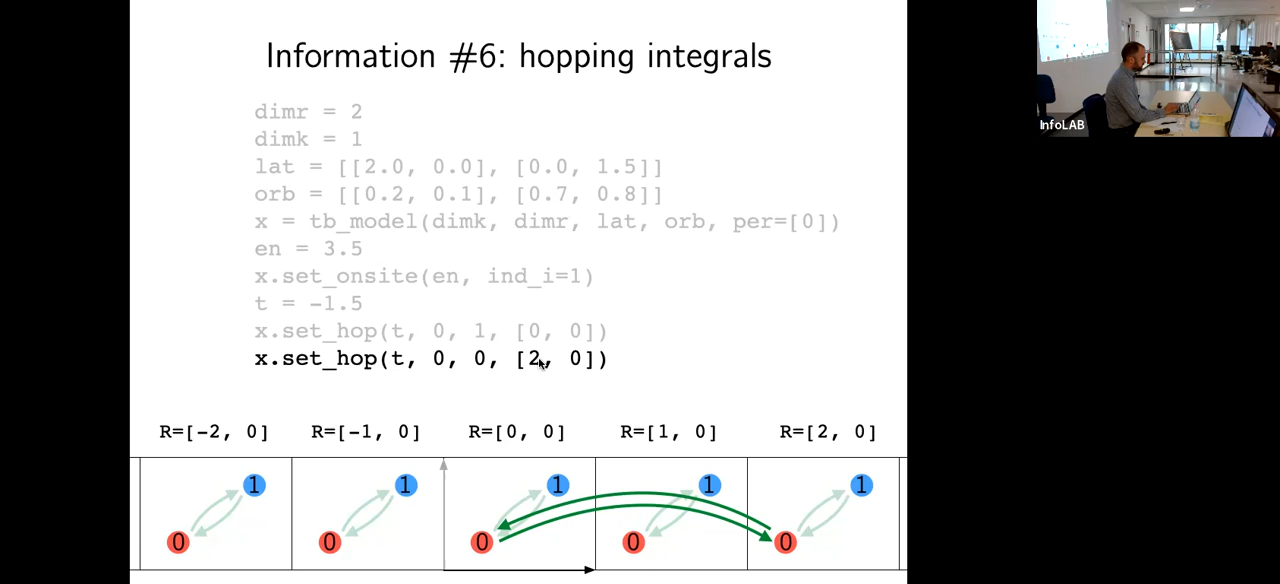 Information #6: hopping integrals
dimr = 2
dimk = 1
lat = [[2.0, 0.0], [0.0, 1.5]]
orb = [[0.2, 0.1], [0.7, 0.8]]
x = tb_model(dimk, dimr, lat, orb, per=[0])
en = 3.5
x.set_onsite(en, ind_i=1)
t = -1.5
x.set_hop(t, 0, 1, [0, 0])
x.set_hop(t, 0, 0, [2, 0])
R=[-2, 0] R=[-1, 0] R=[0, 0] R=[1, 0] R=[2, 0]
1 1 1 1 1
0 0 0 0 0
InfoLAB